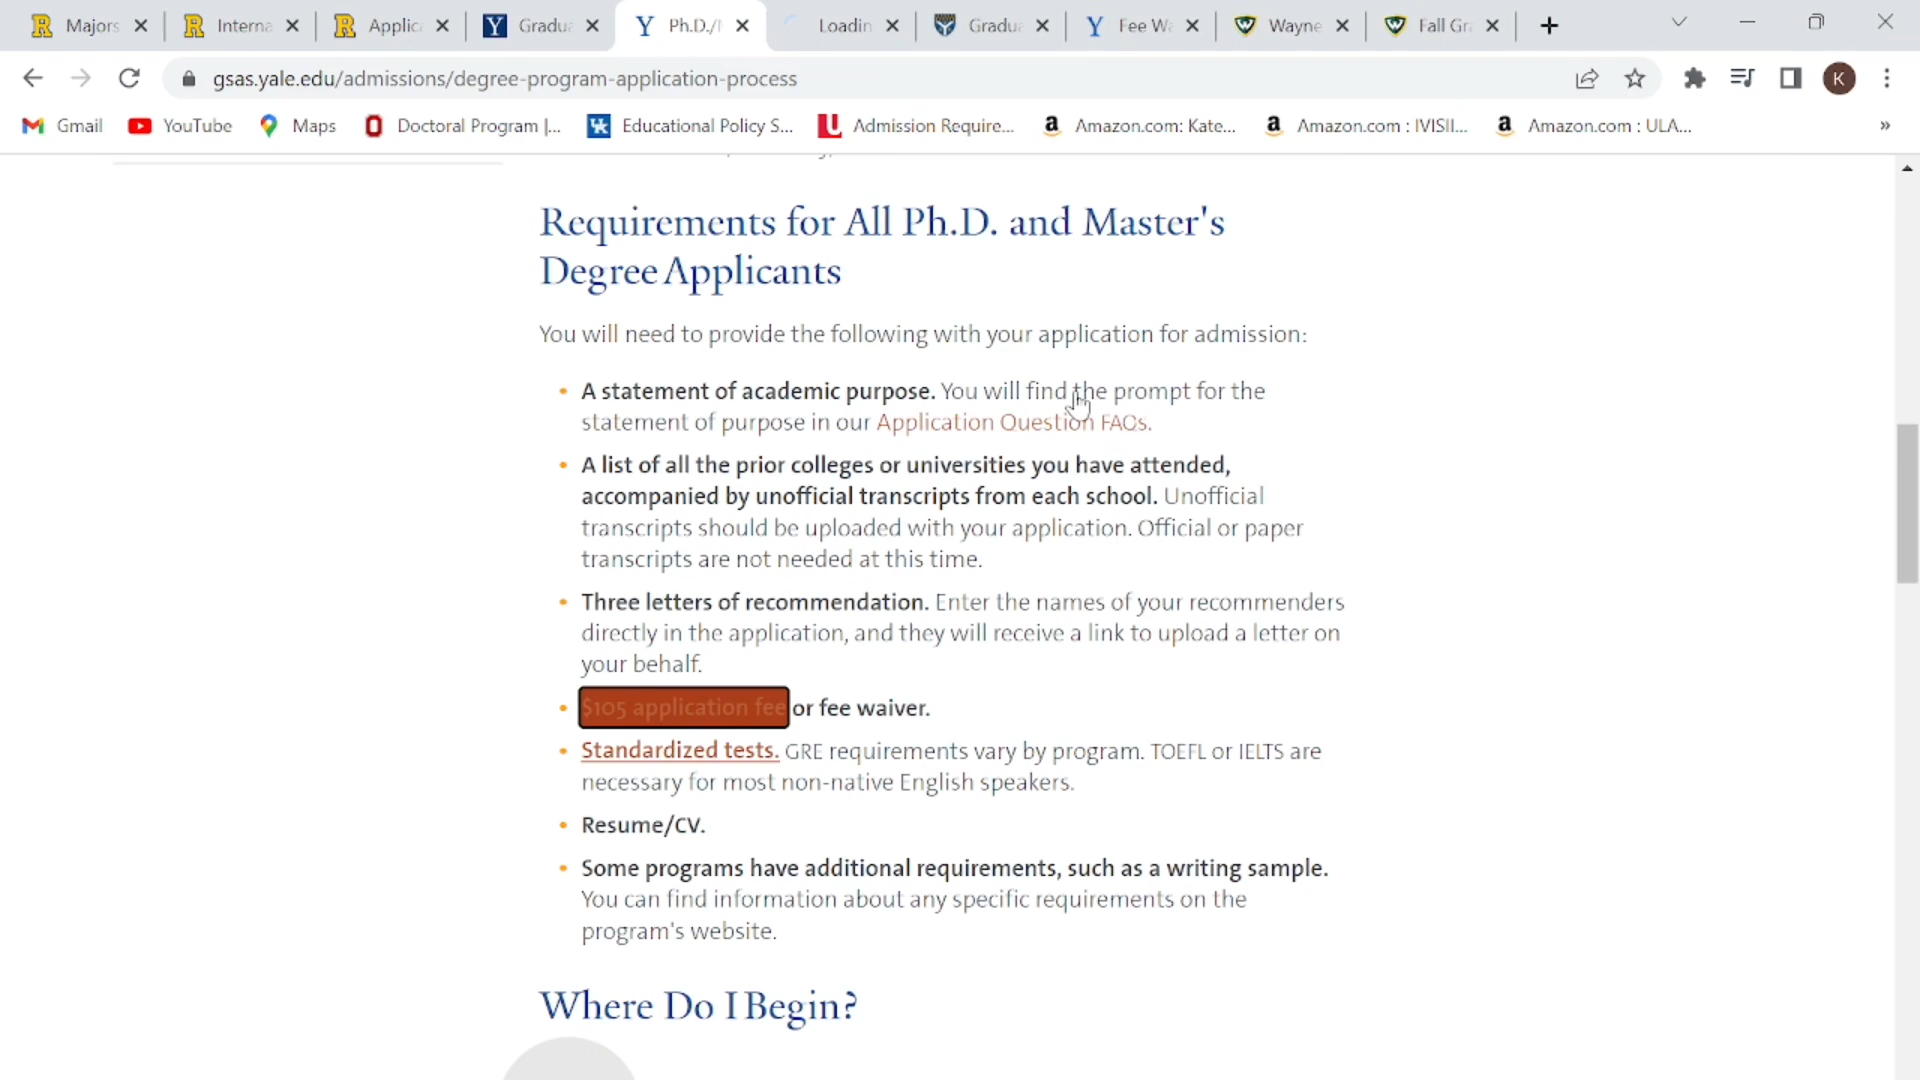 Majors
Interna
Applic
Gradu
Ph.D./
Loadin
Gradu
Fee W
Wayne
Fall Gr
gsas.yale.edu/admissions/degree-program-application-process
K
Gmail
YouTube
Maps
Doctoral Program |...
Educational Policy S...
Admission Require...
Amazon.com: Kate...
Amazon.com : IVISII...
Amazon.com : ULA...
»
Requirements for All Ph.D. and Master's
Degree Applicants
You will need to provide the following with your application for admission:
• A statement of academic purpose. You will find the prompt for the
statement of purpose in our Application Question FAQs.
• A list of all the prior colleges or universities you have attended,
accompanied by unofficial transcripts from each school. Unofficial
transcripts should be uploaded with your application. Official or paper
transcripts are not needed at this time.
• Three letters of recommendation. Enter the names of your recommenders
directly in the application, and they will receive a link to upload a letter on
your behalf.
• $105 application fee or fee waiver.
• Standardized tests. GRE requirements vary by program. TOEFL or IELTS are
necessary for most non-native English speakers.
• Resume/CV.
• Some programs have additional requirements, such as a writing sample.
You can find information about any specific requirements on the
program's website.
Where Do I Begin?